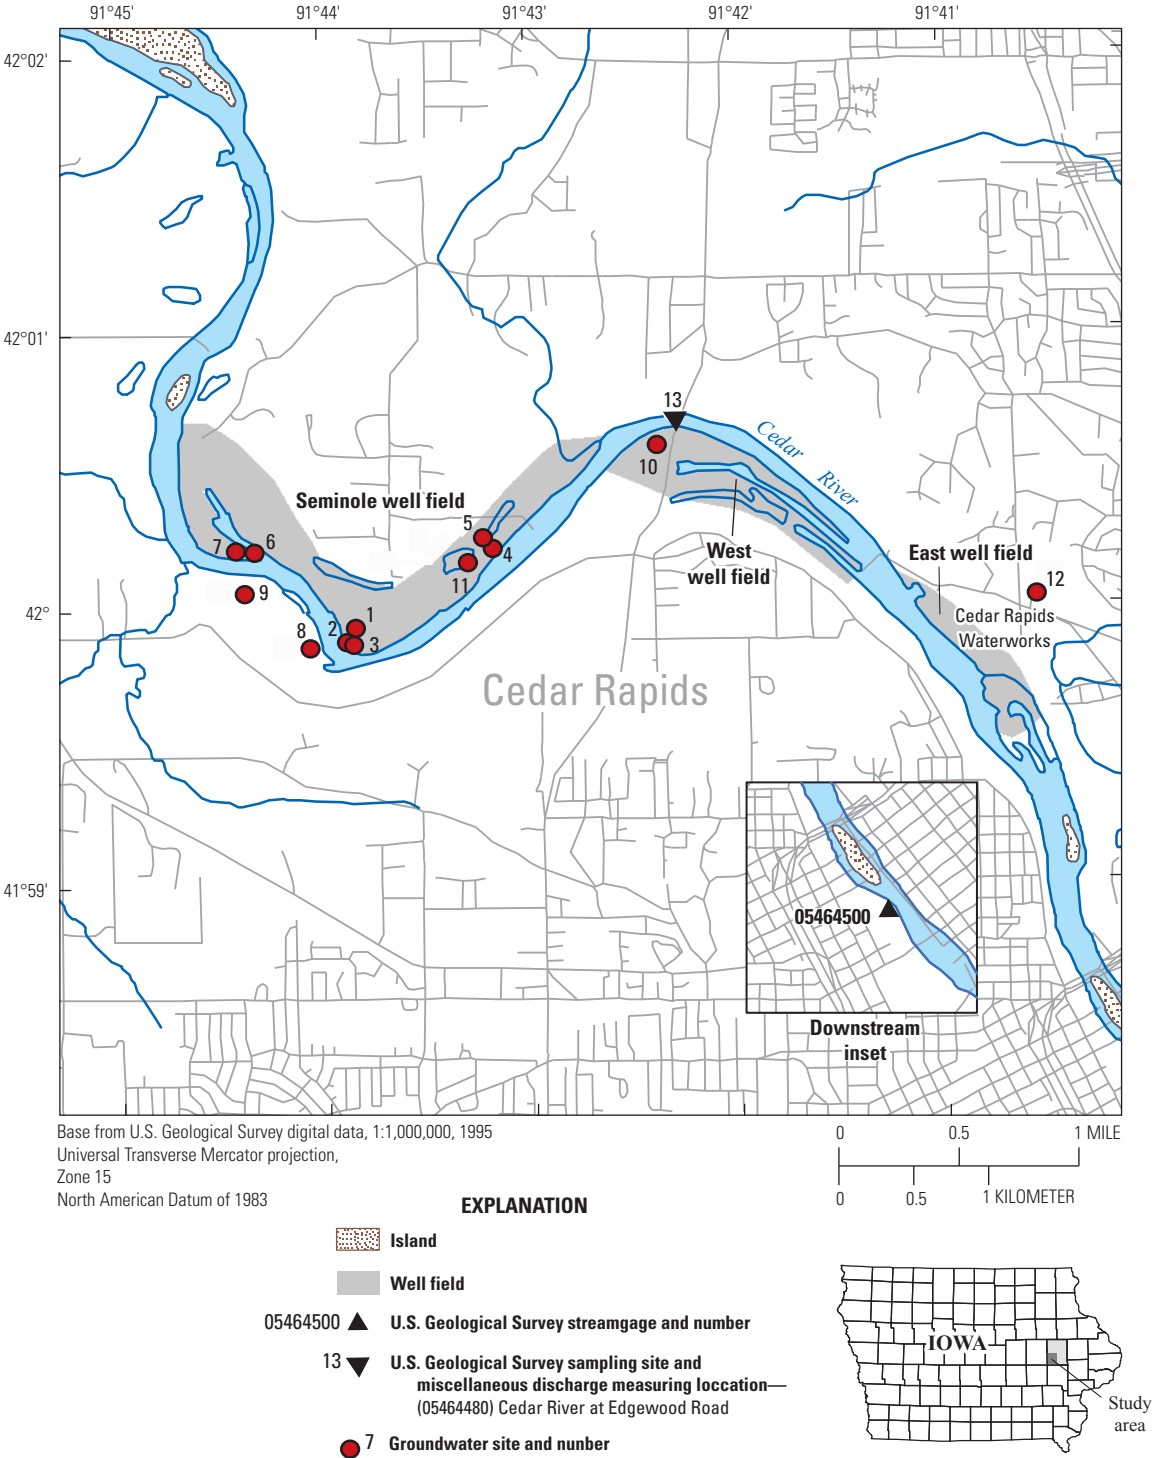 91°45'
91°44'
91°43'
91°42'
91°41'
42°02'
42°01'
13
Cedar
River
10
Seminole well field
5
4
11
7
6
West
well field
East well field
12
9
42°
Cedar Rapids
Waterworks
1
2
3
8
Cedar Rapids
41°59'
05464500
Downstream
inset
Base from U.S. Geological Survey digital data, 1:1,000,000, 1995
Universal Transverse Mercator projection,
Zone 15
North American Datum of 1983
0 0.5 1 MILE
0 0.5 1 KILOMETER
EXPLANATION
Island
Well field
05464500 U.S. Geological Survey streamgage and number
13 U.S. Geological Survey sampling site and
miscellaneous discharge measuring loccation—
(05464480) Cedar River at Edgewood Road
7 Groundwater site and nunber
IOWA
Study
area